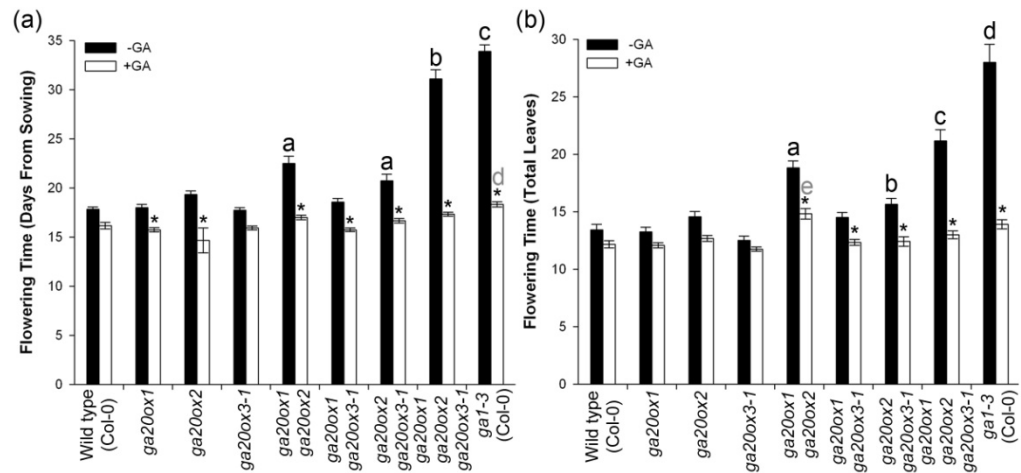 (a)
Flowering Time (Days From Sowing)
35
30
25
20
15
10
5
0
-GA
+GA
*
*
a
*
*
a
*
b
*
c
d
*
Wild type
(Col-0)
ga20ox1
ga20ox2
ga20ox3-1
ga20ox1
ga20ox2
ga20ox1
ga20ox3-1
ga20ox2
ga20ox3-1
ga20ox1
ga20ox2
ga20ox3-1
ga1-3
(Col-0)
(b)
Flowering Time (Total Leaves)
30
25
20
15
10
5
0
-GA
+GA
a
e
*
*
b
*
c
*
d
*
Wild type
(Col-0)
ga20ox1
ga20ox2
ga20ox3-1
ga20ox1
ga20ox2
ga20ox1
ga20ox3-1
ga20ox2
ga20ox3-1
ga20ox1
ga20ox2
ga20ox3-1
ga1-3
(Col-0)